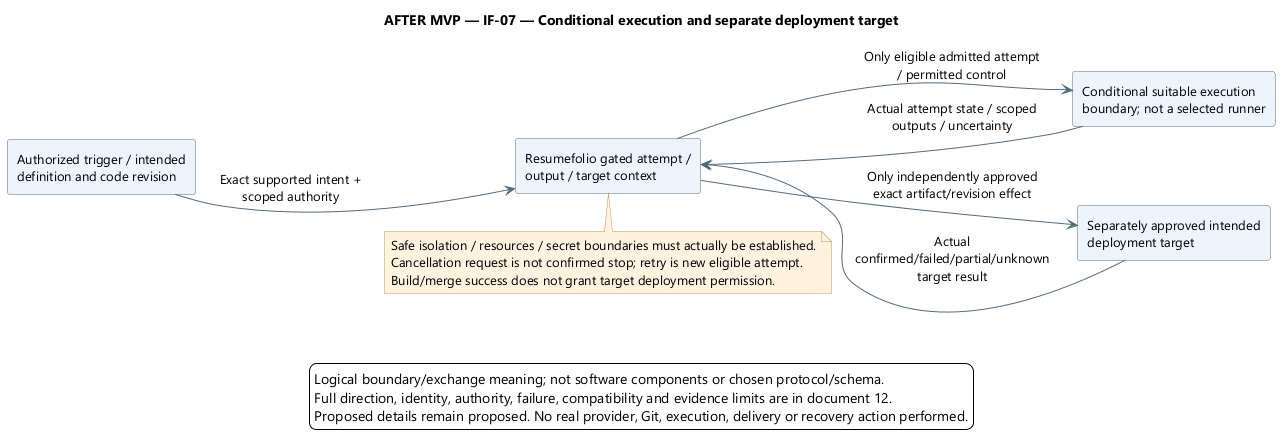 AFTER MVP — IF-07 — Conditional execution and separate deployment target
Only eligible admitted attempt
/ permitted control
Conditional suitable execution
boundary; not a selected runner
Actual attempt state / scoped
outputs / uncertainty
Authorized trigger / intended
definition and code revision
Exact supported intent +
scoped authority
Resumefolio gated attempt /
output / target context
Only independently approved
exact artifact/revision effect
Separately approved intended
deployment target
Safe isolation / resources / secret boundaries must actually be established.
Cancellation request is not confirmed stop; retry is new eligible attempt.
Build/merge success does not grant target deployment permission.
Actual
confirmed/failed/partial/unknown
target result
Logical boundary/exchange meaning; not software components or chosen protocol/schema.
Full direction, identity, authority, failure, compatibility and evidence limits are in document 12.
Proposed details remain proposed. No real provider, Git, execution, delivery or recovery action performed.